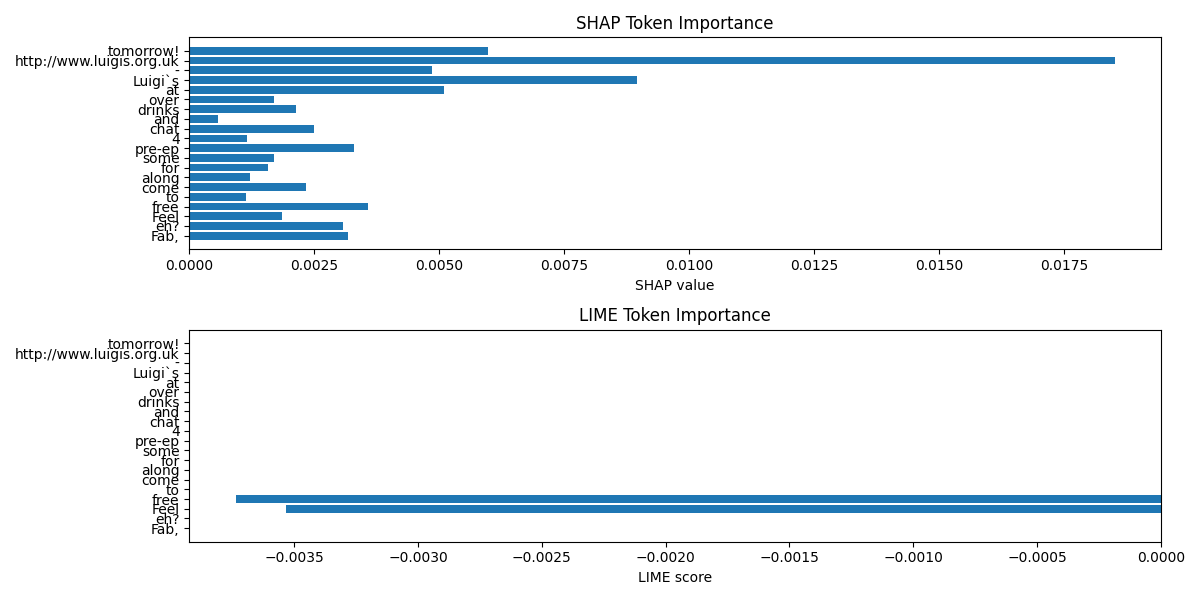 SHAP Token Importance
tomorrow!
http://www.luigis.org.uk
-
Luigi`s
at
over
drinks
and
chat
4
pre-ep
some
for
along
come
to
free
Feel
eh?
Fab,
0.0000 0.0025 0.0050 0.0075 0.0100 0.0125 0.0150 0.0175
SHAP value
LIME Token Importance
tomorrow!
http://www.luigis.org.uk
-
Luigi`s
at
over
drinks
and
chat
4
pre-ep
some
for
along
come
to
free
Feel
eh?
Fab,
−0.0035 −0.0030 −0.0025 −0.0020 −0.0015 −0.0010 −0.0005 0.0000
LIME score